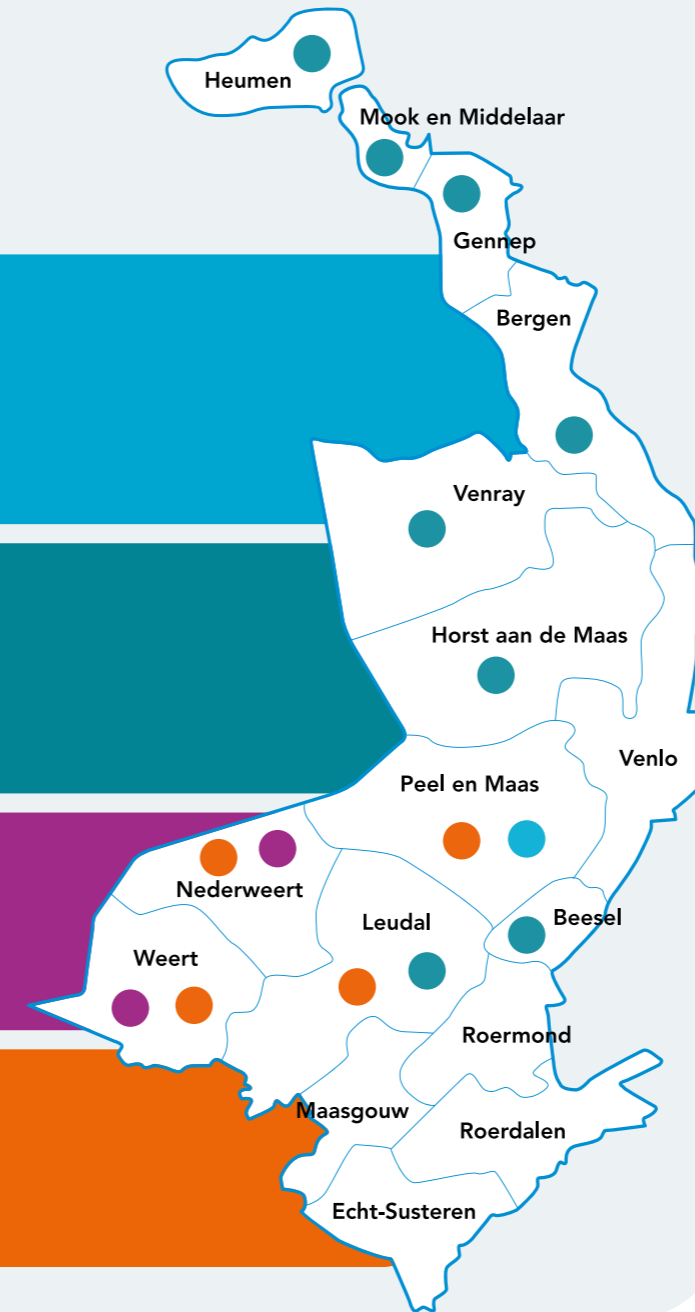 Heumen
Mook en Middelaar
Gennep
Bergen
Venray
Horst aan de Maas
Venlo
Peel en Maas
Nederweert
Beesel
Leudal
Weert
Roermond
Maasgouw
Roerdalen
Echt-Susteren